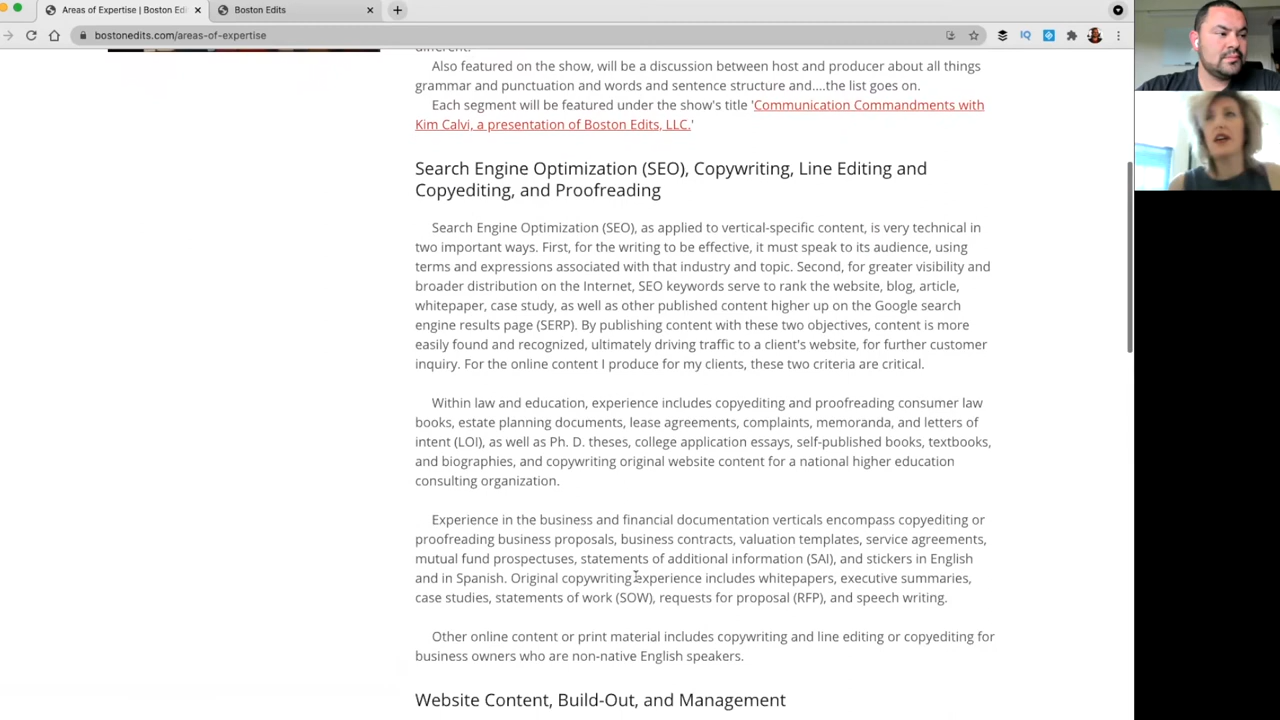 Areas of Expertise | Boston Edi
Boston Edits
bostonedits.com/areas-of-expertise
different.
Also featured on the show, will be a discussion between host and producer about all things
grammar and punctuation and words and sentence structure and....the list goes on.
Each segment will be featured under the show's title 'Communication Commandments with
Kim Calvi, a presentation of Boston Edits, LLC.'
Search Engine Optimization (SEO), Copywriting, Line Editing and
Copyediting, and Proofreading
Search Engine Optimization (SEO), as applied to vertical-specific content, is very technical in
two important ways. First, for the writing to be effective, it must speak to its audience, using
terms and expressions associated with that industry and topic. Second, for greater visibility and
broader distribution on the Internet, SEO keywords serve to rank the website, blog, article,
whitepaper, case study, as well as other published content higher up on the Google search
engine results page (SERP). By publishing content with these two objectives, content is more
easily found and recognized, ultimately driving traffic to a client's website, for further customer
inquiry. For the online content I produce for my clients, these two criteria are critical.
Within law and education, experience includes copyediting and proofreading consumer law
books, estate planning documents, lease agreements, complaints, memoranda, and letters of
intent (LOI), as well as Ph. D. theses, college application essays, self-published books, textbooks,
and biographies, and copywriting original website content for a national higher education
consulting organization.
Experience in the business and financial documentation verticals encompass copyediting or
proofreading business proposals, business contracts, valuation templates, service agreements,
mutual fund prospectuses, statements of additional information (SAI), and stickers in English
and in Spanish. Original copywriting experience includes whitepapers, executive summaries,
case studies, statements of work (SOW), requests for proposal (RFP), and speech writing.
Other online content or print material includes copywriting and line editing or copyediting for
business owners who are non-native English speakers.
Website Content, Build-Out, and Management